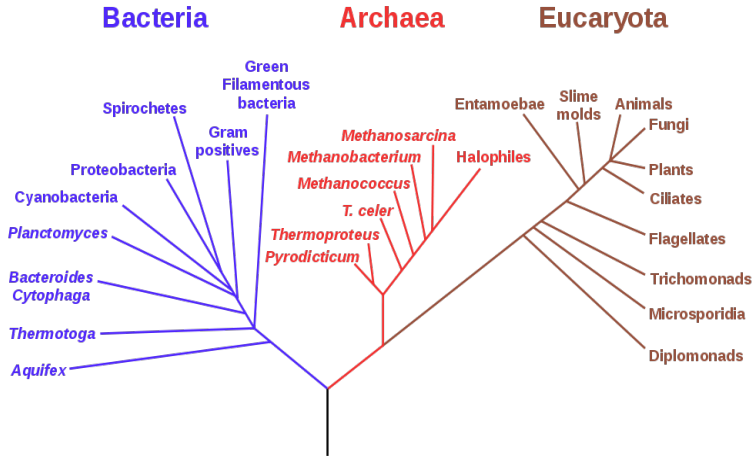 Bacteria
Archaea
Eucaryota
Green
Filamentous
bacteria
Spirochetes
Gram
positives
Proteobacteria
Cyanobacteria
Planctomyces
Bacteroides
Cytophaga
Thermotoga
Aquifex
Methanosarcina
Methanobacterium
Halophiles
Methanococcus
T. celer
Thermoproteus
Pyrodicticum
Entamoebae
Slime
molds
Animals
Fungi
Plants
Ciliates
Flagellates
Trichomonads
Microsporidia
Diplomonads